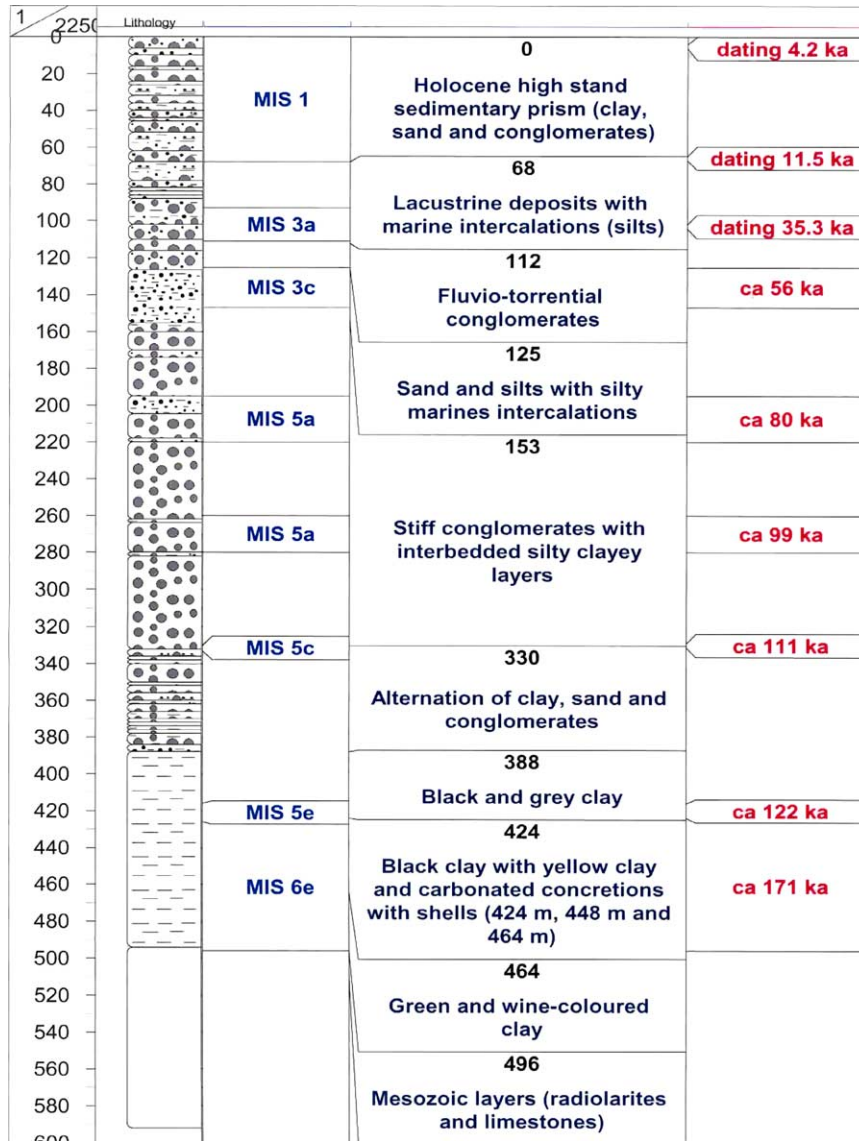 1
2250
Lithology
0
20
40
60
80
100
120
140
160
180
200
220
240
260
280
300
320
340
360
380
400
420
440
460
480
500
520
540
560
580
600
MIS 1
MIS 3a
MIS 3c
MIS 5a
MIS 5a
MIS 5c
MIS 5e
MIS 6e
0
Holocene high stand
sedimentary prism (clay,
sand and conglomerates)
68
Lacustrine deposits with
marine intercalations (silts)
112
Fluvio-torrential
conglomerates
125
Sand and silts with silty
marines intercalations
153
Stiff conglomerates with
interbedded silty clayey
layers
330
Alternation of clay, sand and
conglomerates
388
Black and grey clay
424
Black clay with yellow clay
and carbonated concretions
with shells (424 m, 448 m and
464 m)
464
Green and wine-coloured
clay
496
Mesozoic layers (radiolarites
and limestones)
dating 4.2 ka
dating 11.5 ka
dating 35.3 ka
ca 56 ka
ca 80 ka
ca 99 ka
ca 111 ka
ca 122 ka
ca 171 ka